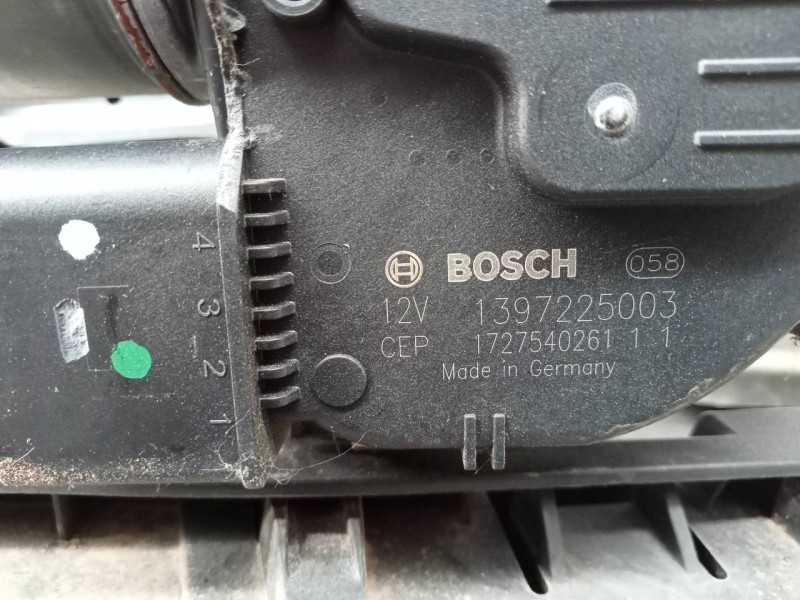 BOSCH 058
12V 1397225003
CEP 1727540261 1 1
Made in Germany
4
3
2
1